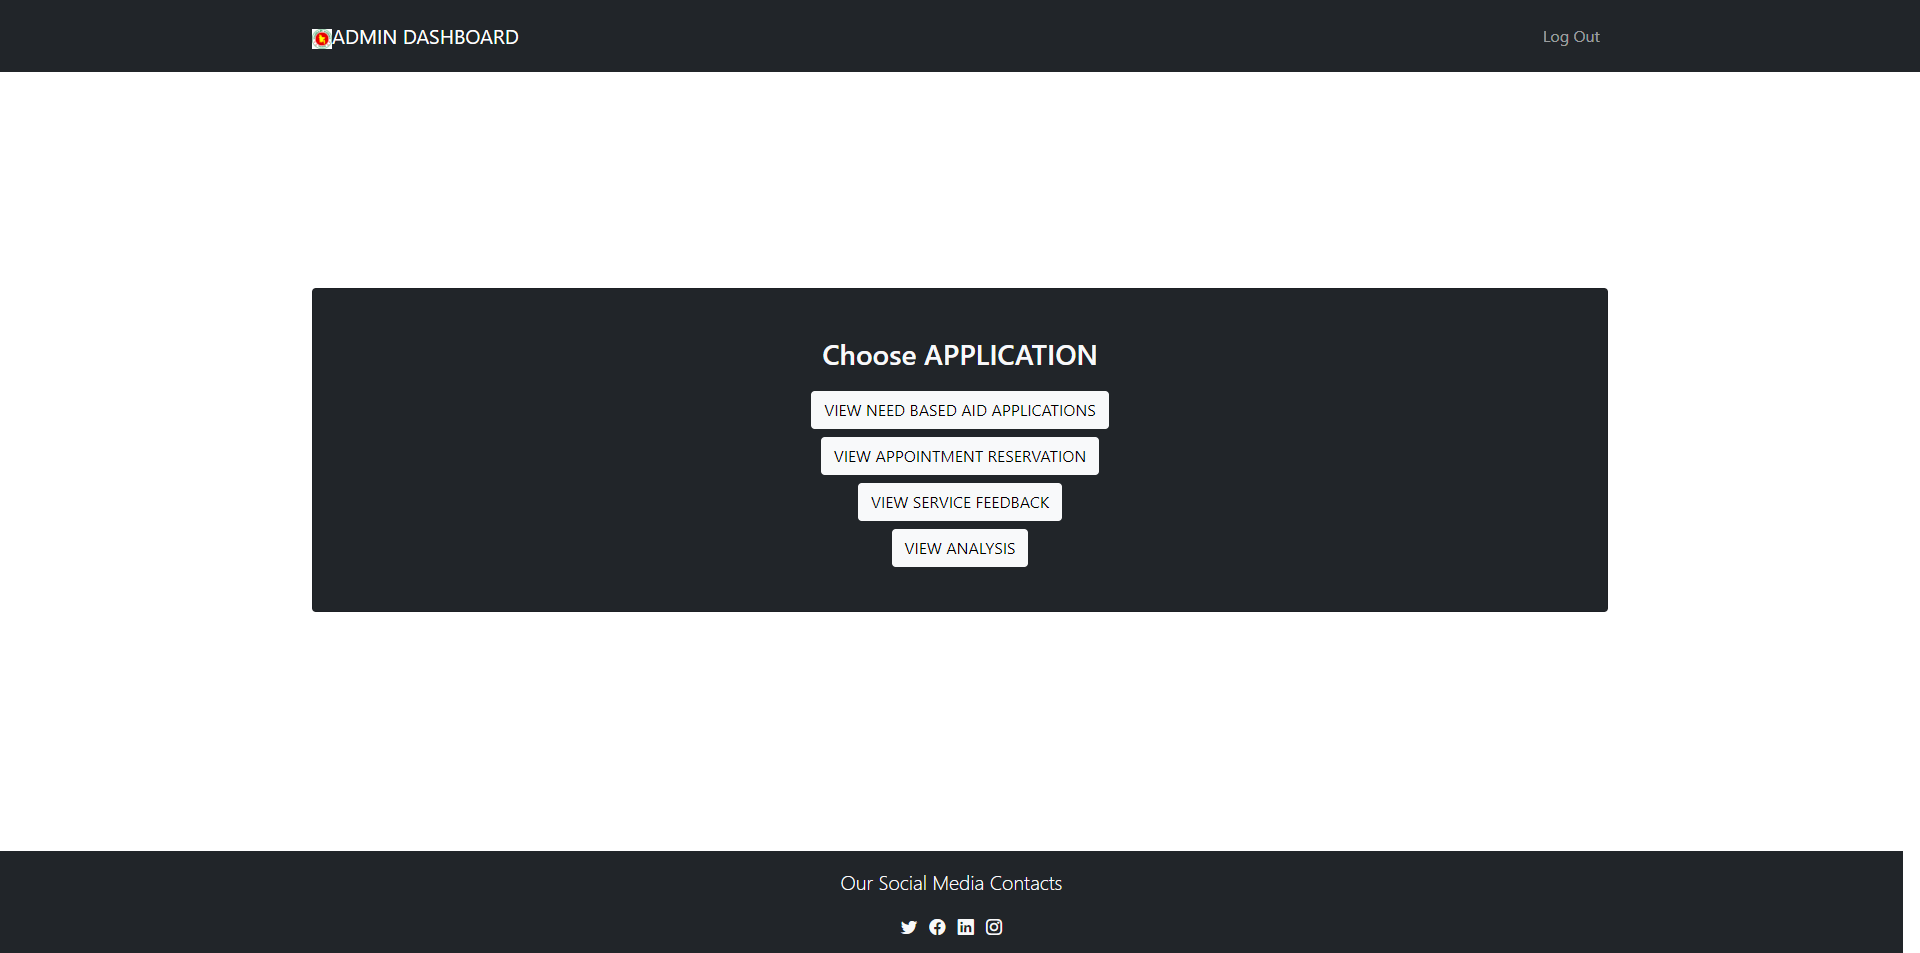 ADMIN DASHBOARD
Log Out
Choose APPLICATION
VIEW NEED BASED AID APPLICATIONS
VIEW APPOINTMENT RESERVATION
VIEW SERVICE FEEDBACK
VIEW ANALYSIS
Our Social Media Contacts